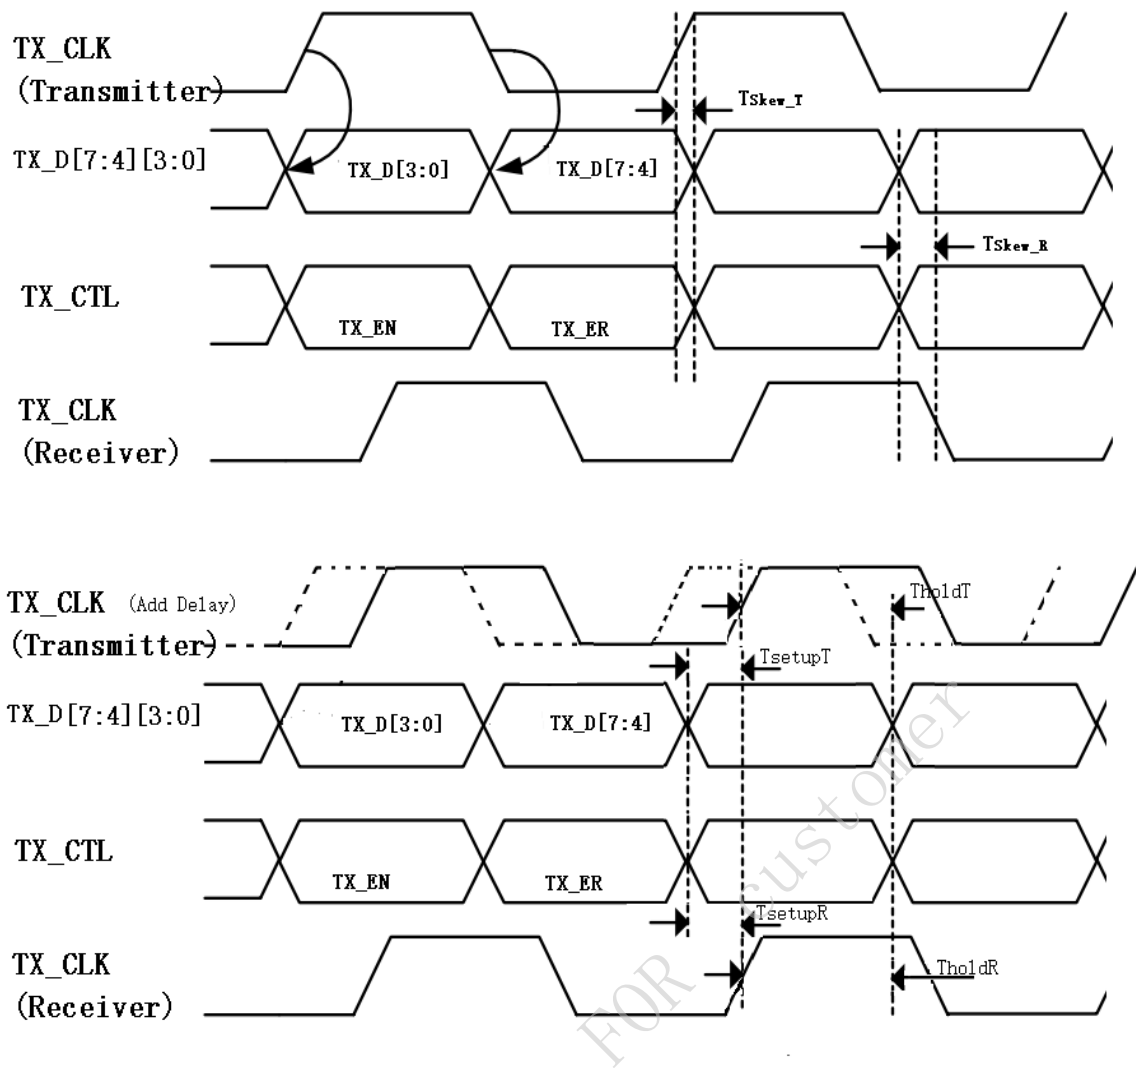 TX_CLK
(Transmitter)
TSkew_T
TX_D[7:4][3:0]
TX_D[3:0]
TX_D[7:4]
TSkew_R
TX_CTL
TX_EN
TX_ER
TX_CLK
(Receiver)
TX_CLK (Add Delay)
(Transmitter)
TholdT
TsetupT
TX_D[7:4][3:0]
TX_D[3:0]
TX_D[7:4]
TX_CTL
TX_EN
TX_ER
TsetupR
TX_CLK
(Receiver)
TholdR
FOR customer